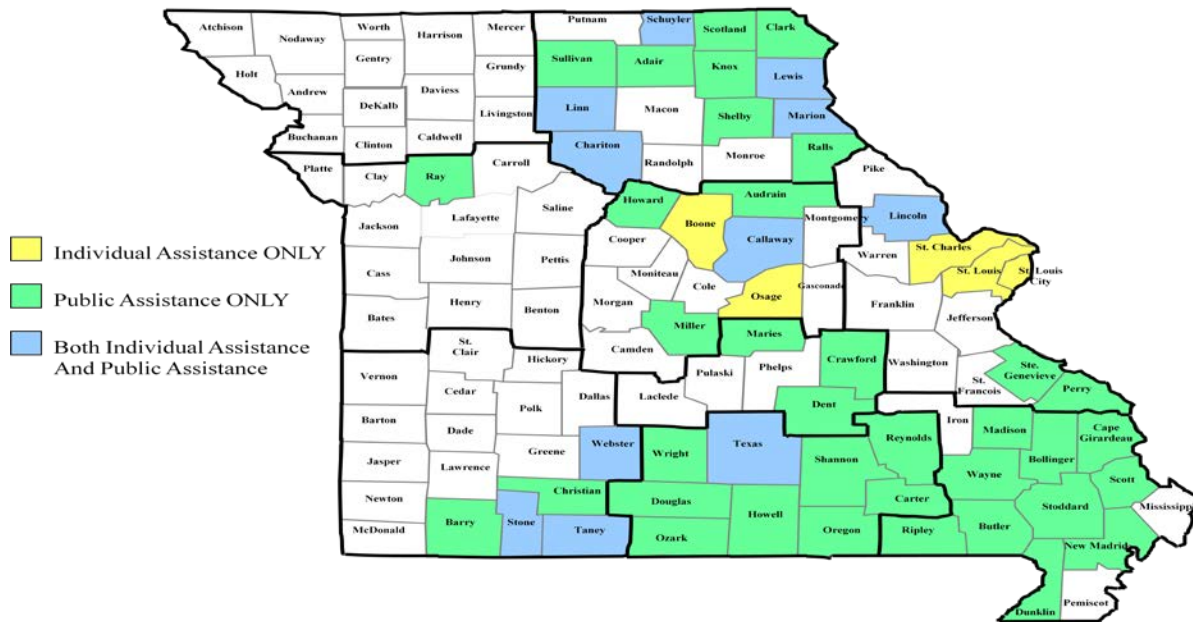 Atchison
Nodaway
Worth
Harrison
Mercer
Putnam
Schuyler
Scotland
Clark
Holt
Gentry
Grundy
Sullivan
Adair
Knox
Lewis
Andrew
DeKalb
Daviess
Livingston
Linn
Macon
Shelby
Marion
Buchanan
Clinton
Caldwell
Chariton
Randolph
Monroe
Ralls
Platte
Clay
Ray
Carroll
Pike
Howard
Audrain
Jackson
Lafayette
Saline
Boone
Callaway
Montgomery
Lincoln
Individual Assistance ONLY
Cooper
Warren
St. Charles
Cass
Johnson
Pettis
Moniteau
Cole
Osage
Gasconade
St. Louis
St. Louis
City
Public Assistance ONLY
Bates
Henry
Benton
Morgan
Miller
Maries
Franklin
Jefferson
Both Individual Assistance
And Public Assistance
St.
Clair
Hickory
Camden
Pulaski
Phelps
Crawford
Washington
St.
Francois
Ste.
Genevieve
Perry
Vernon
Cedar
Polk
Dallas
Laclede
Dent
Barton
Dade
Greene
Webster
Wright
Texas
Shannon
Reynolds
Iron
Madison
Bollinger
Cape
Girardeau
Jasper
Lawrence
Wayne
Scott
Newton
Christian
Douglas
Howell
Carter
Stoddard
Mississippi
McDonald
Barry
Stone
Taney
Ozark
Oregon
Ripley
Butler
New Madrid
Dunklin
Pemiscot